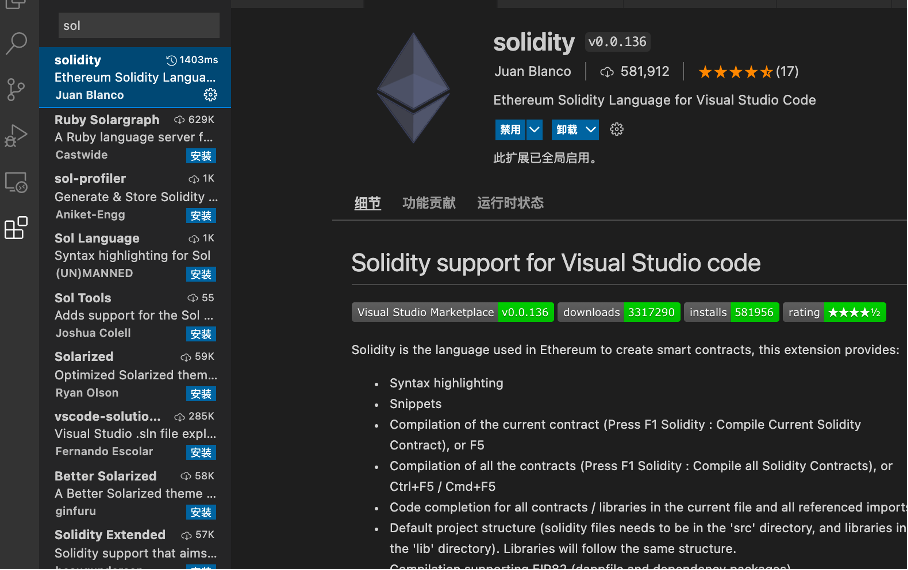 sol
solidity 1403ms
Ethereum Solidity Langua...
Juan Blanco
Ruby Solargraph 629K
A Ruby language server f...
Castwide 安装
sol-profiler 1K
Generate & Store Solidity ...
Aniket-Engg 安装
Sol Language 1K
Syntax highlighting for Sol
(UN)MANNED 安装
Sol Tools 55
Adds support for the Sol ...
Joshua Colell 安装
Solarized 59K
Optimized Solarized them...
Ryan Olson 安装
vscode-solutio... 285K
Visual Studio .sln file expl...
Fernando Escolar 安装
Better Solarized 58K
A Better Solarized theme ...
ginfuru 安装
Solidity Extended 57K
Solidity support that aims...
solidity v0.0.136
Juan Blanco 581,912 (17)
Ethereum Solidity Language for Visual Studio Code
禁用 卸载
此扩展已全局启用。
细节 功能贡献 运行时状态
Solidity support for Visual Studio code
Visual Studio Marketplace v0.0.136 downloads 3317290 installs 581956 rating ★★★★½
Solidity is the language used in Ethereum to create smart contracts, this extension provides:
• Syntax highlighting
• Snippets
• Compilation of the current contract (Press F1 Solidity : Compile Current Solidity
Contract), or F5
• Compilation of all the contracts (Press F1 Solidity : Compile all Solidity Contracts), or
Ctrl+F5 / Cmd+F5
• Code completion for all contracts / libraries in the current file and all referenced imports
• Default project structure (solidity files needs to be in the 'src' directory, and libraries in
the 'lib' directory). Libraries will follow the same structure.
• Compilation supporting EIP82 (dappfile and dependency packages)